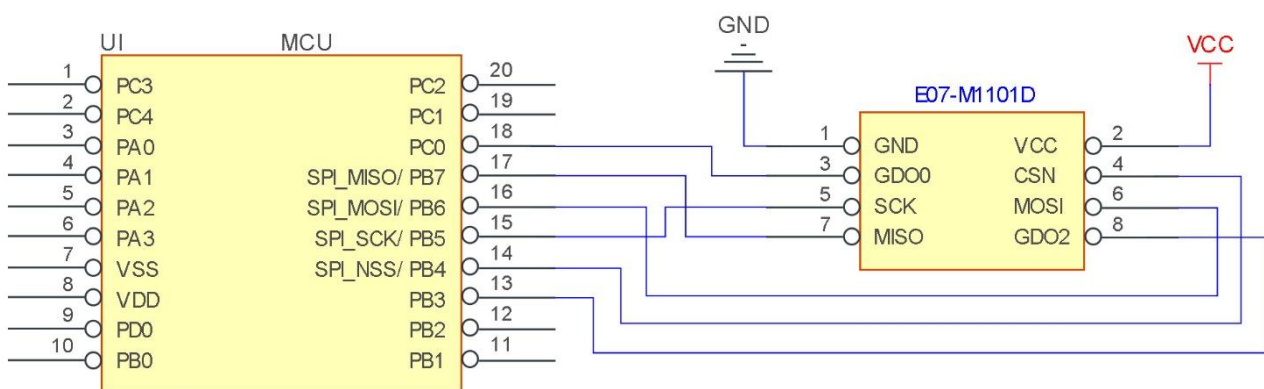 GND
UI MCU VCC
E07-M1101D
1 PC3 PC2 20
2 PC4 PC1 19
3 PA0 PC0 18
4 PA1 SPI_MISO/ PB7 17
5 PA2 SPI_MOSI/ PB6 16
6 PA3 SPI_SCK/ PB5 15
7 VSS SPI_NSS/ PB4 14
8 VDD PB3 13
9 PD0 PB2 12
10 PB0 PB1 11
1 GND VCC 2
3 GDO0 CSN 4
5 SCK MOSI 6
7 MISO GDO2 8